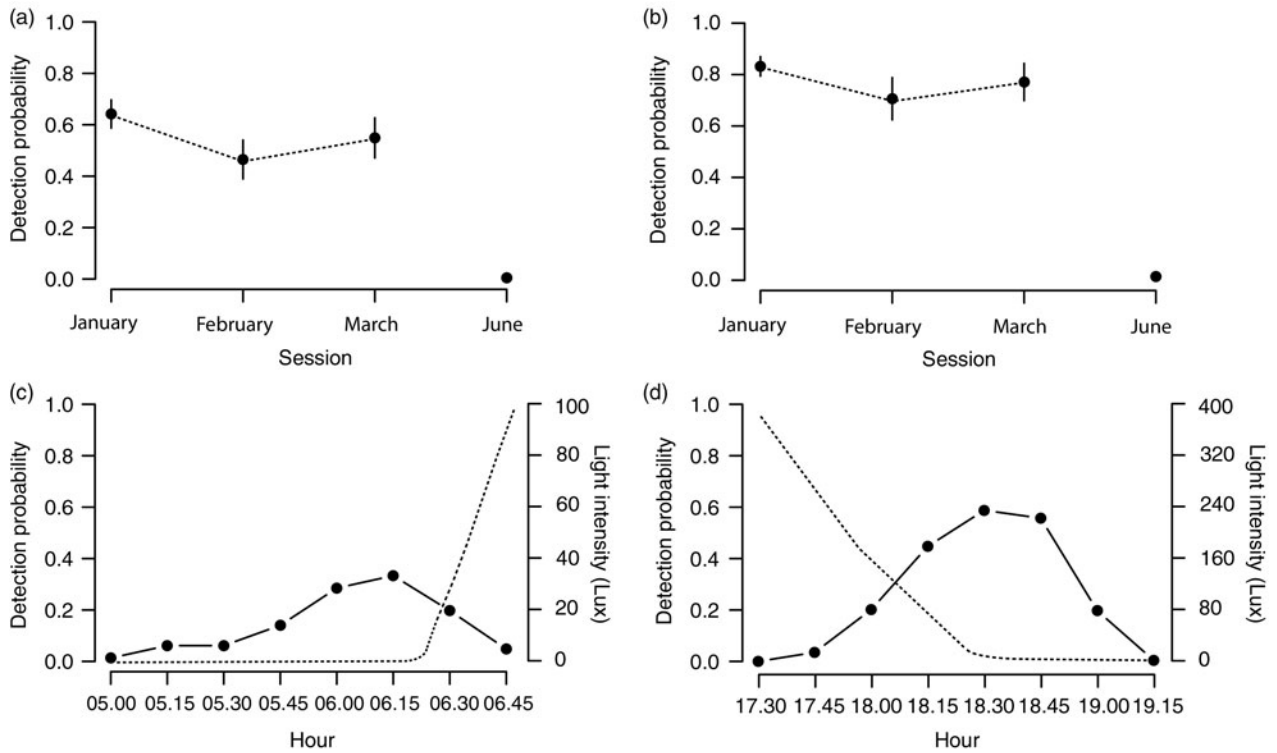 (a)
Detection probability
1.0
0.8
0.6
0.4
0.2
0.0
January February March June
Session
(b)
Detection probability
1.0
0.8
0.6
0.4
0.2
0.0
January February March June
Session
(c)
Detection probability
1.0
0.8
0.6
0.4
0.2
0.0
100
80
60
40
20
0
Light intensity (Lux)
05.00 05.15 05.30 05.45 06.00 06.15 06.30 06.45
Hour
(d)
Detection probability
1.0
0.8
0.6
0.4
0.2
0.0
400
320
240
160
80
0
Light intensity (Lux)
17.30 17.45 18.00 18.15 18.30 18.45 19.00 19.15
Hour